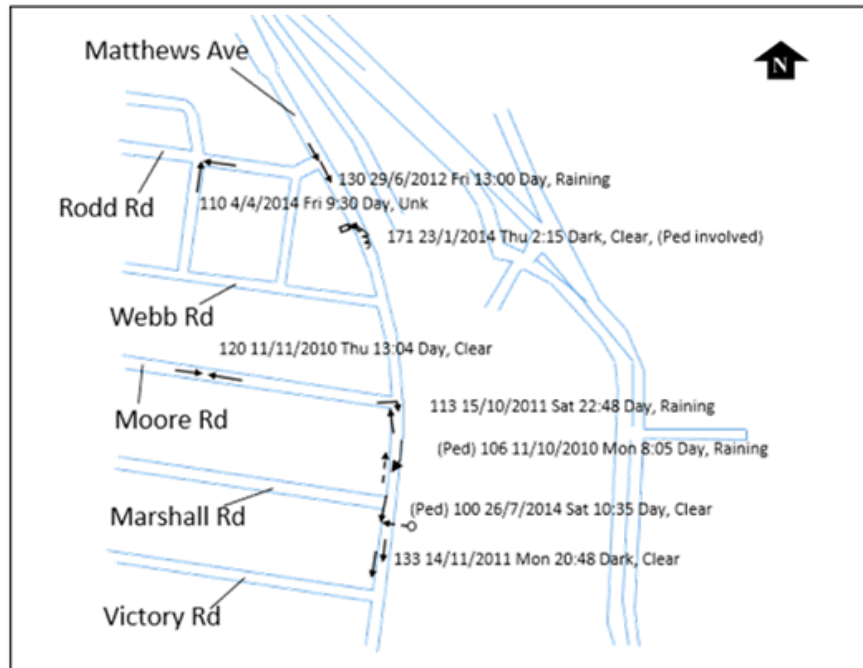 Matthews Ave
N
130 29/6/2012 Fri 13:00 Day, Raining
Rodd Rd
110 4/4/2014 Fri 9:30 Day, Unk
171 23/1/2014 Thu 2:15 Dark, Clear, (Ped involved)
Webb Rd
120 11/11/2010 Thu 13:04 Day, Clear
Moore Rd
113 15/10/2011 Sat 22:48 Day, Raining
(Ped) 106 11/10/2010 Mon 8:05 Day, Raining
Marshall Rd
(Ped) 100 26/7/2014 Sat 10:35 Day, Clear
133 14/11/2011 Mon 20:48 Dark, Clear
Victory Rd